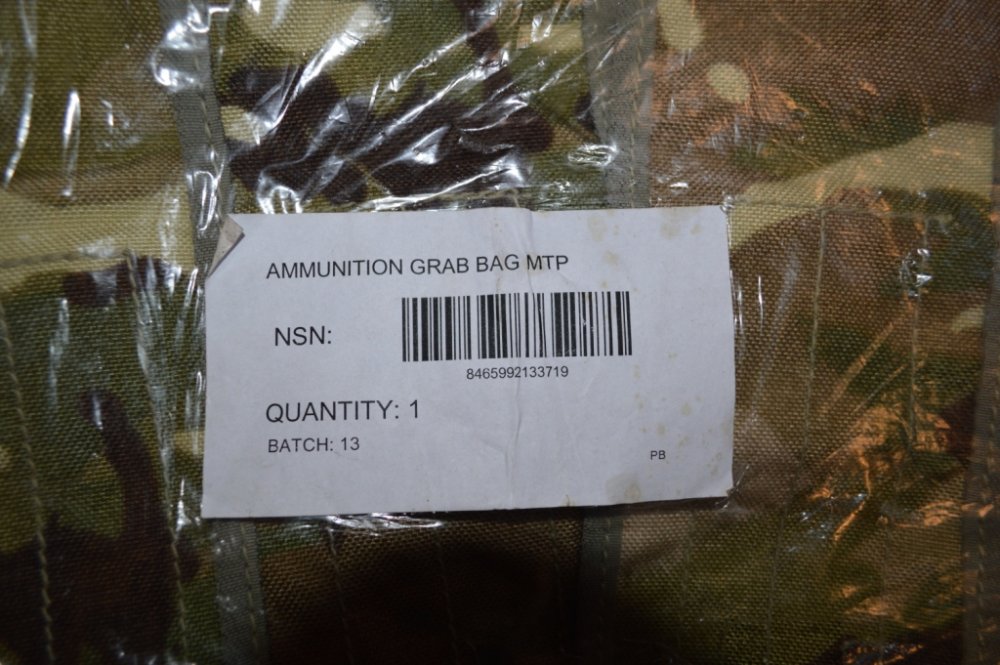 AMMUNITION GRAB BAG MTP
NSN:
8465992133719
QUANTITY: 1
BATCH: 13
PB